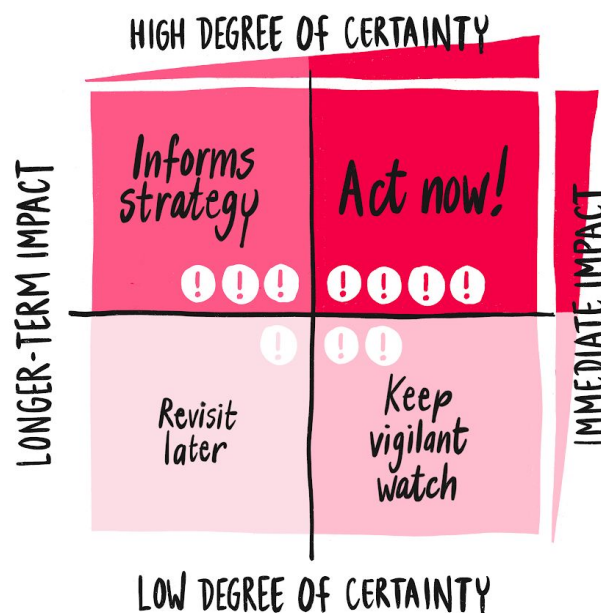 HIGH DEGREE OF CERTAINTY
LONGER-TERM IMPACT
Informs
strategy
Act now!
! ! !
! ! ! !
IMMEDIATE IMPACT
!
! !
Revisit
later
Keep
vigilant
watch
LOW DEGREE OF CERTAINTY